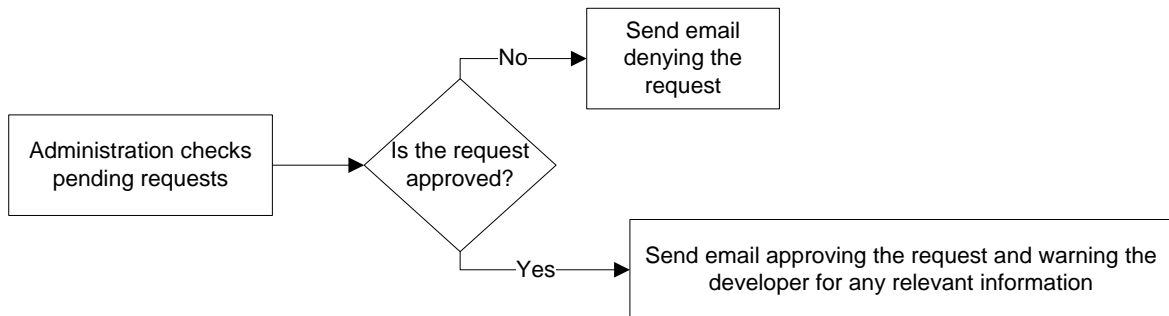 Administration checks
pending requests
Is the request
approved?
No
Send email
denying the
request
Yes
Send email approving the request and warning the
developer for any relevant information